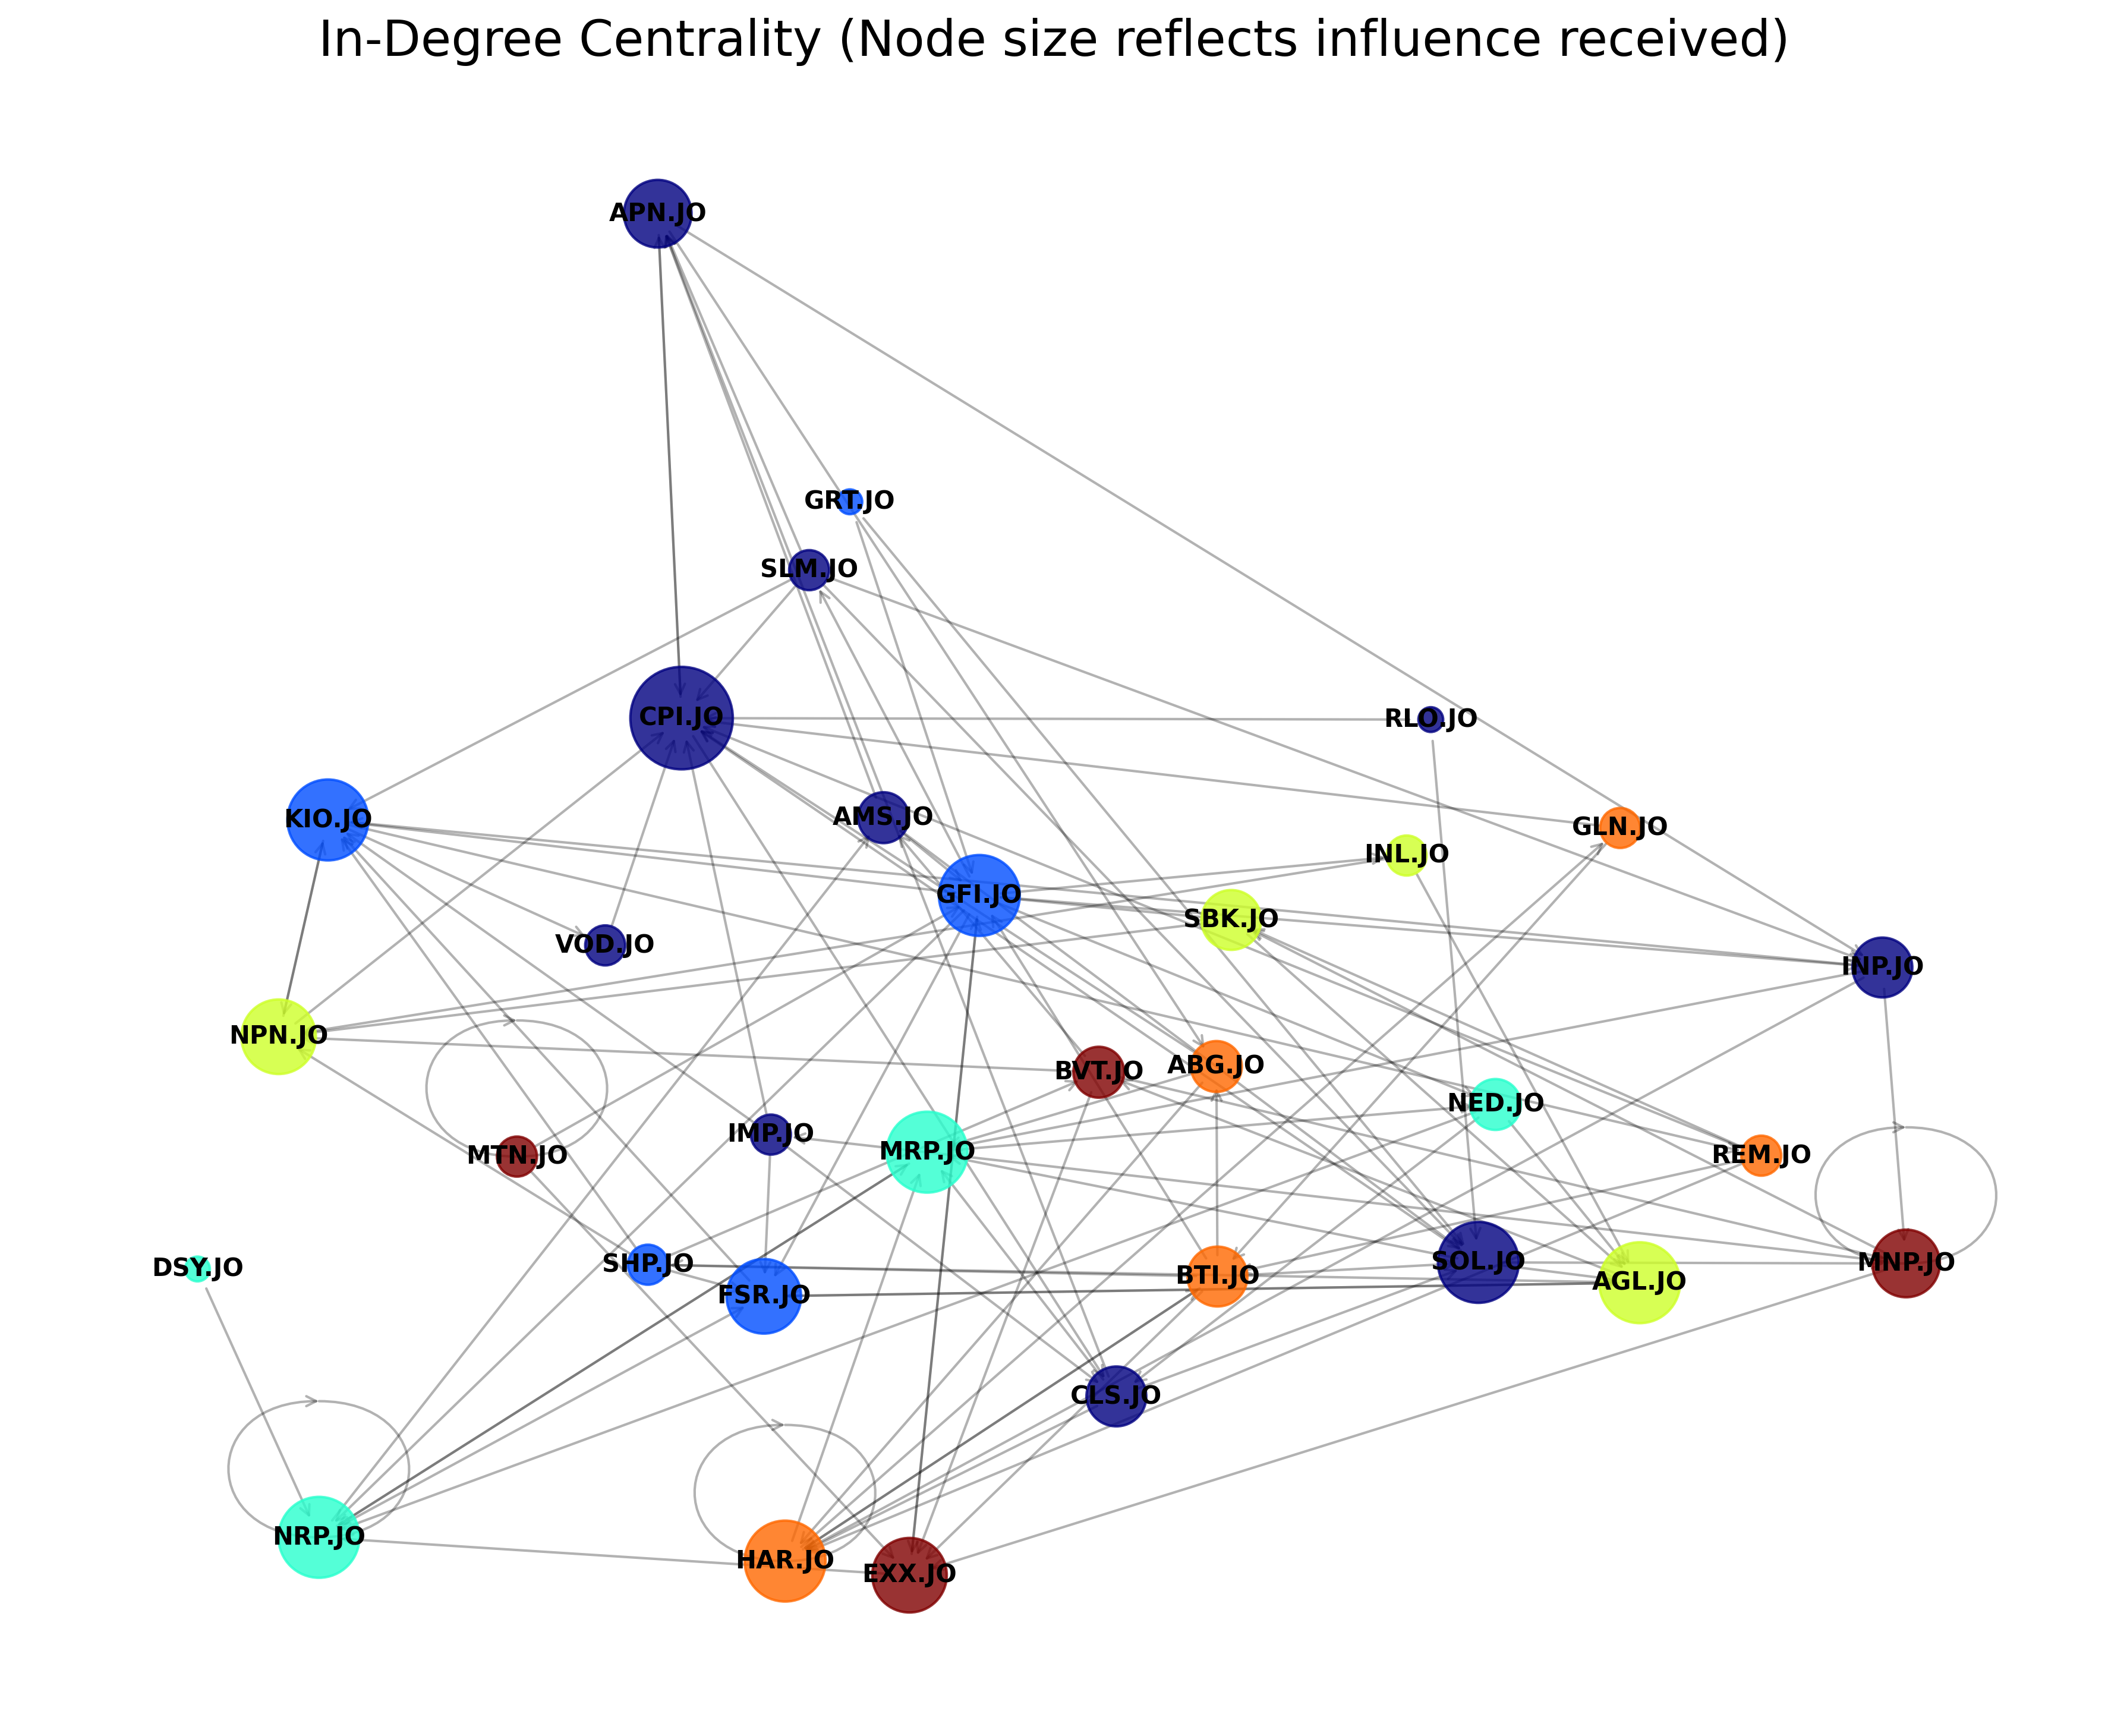 In-Degree Centrality (Node size reflects influence received)
APN.JO
GRT.JO
SLM.JO
CPI.JO
RLO.JO
KIO.JO
AMS.JO
GLN.JO
INL.JO
GFI.JO
SBK.JO
VOD.JO
INP.JO
NPN.JO
BVT.JO
ABG.JO
NED.JO
IMP.JO
MTN.JO
MRP.JO
REM.JO
DSY.JO
SHP.JO
FSR.JO
BTI.JO
SOL.JO
AGL.JO
MNP.JO
CLS.JO
NRP.JO
HAR.JO
EXX.JO